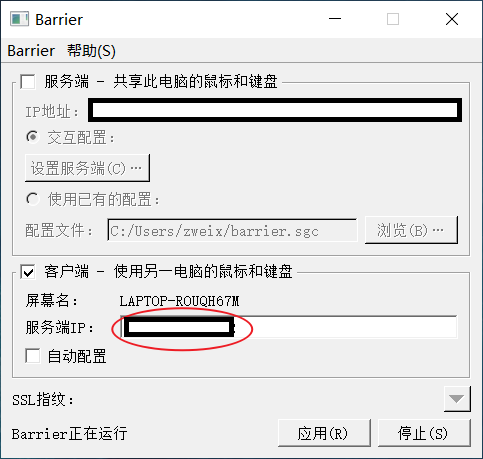 Barrier
Barrier 帮助(S)
服务端 - 共享此电脑的鼠标和键盘
IP地址:
交互配置:
设置服务端(C)…
使用已有的配置:
配置文件: C:/Users/zweix/barrier.sgc 浏览(B)…
客户端 - 使用另一电脑的鼠标和键盘
屏幕名: LAPTOP-ROUQH67M
服务端IP:
自动配置
SSL指纹:
Barrier正在运行 应用(R) 停止(S)